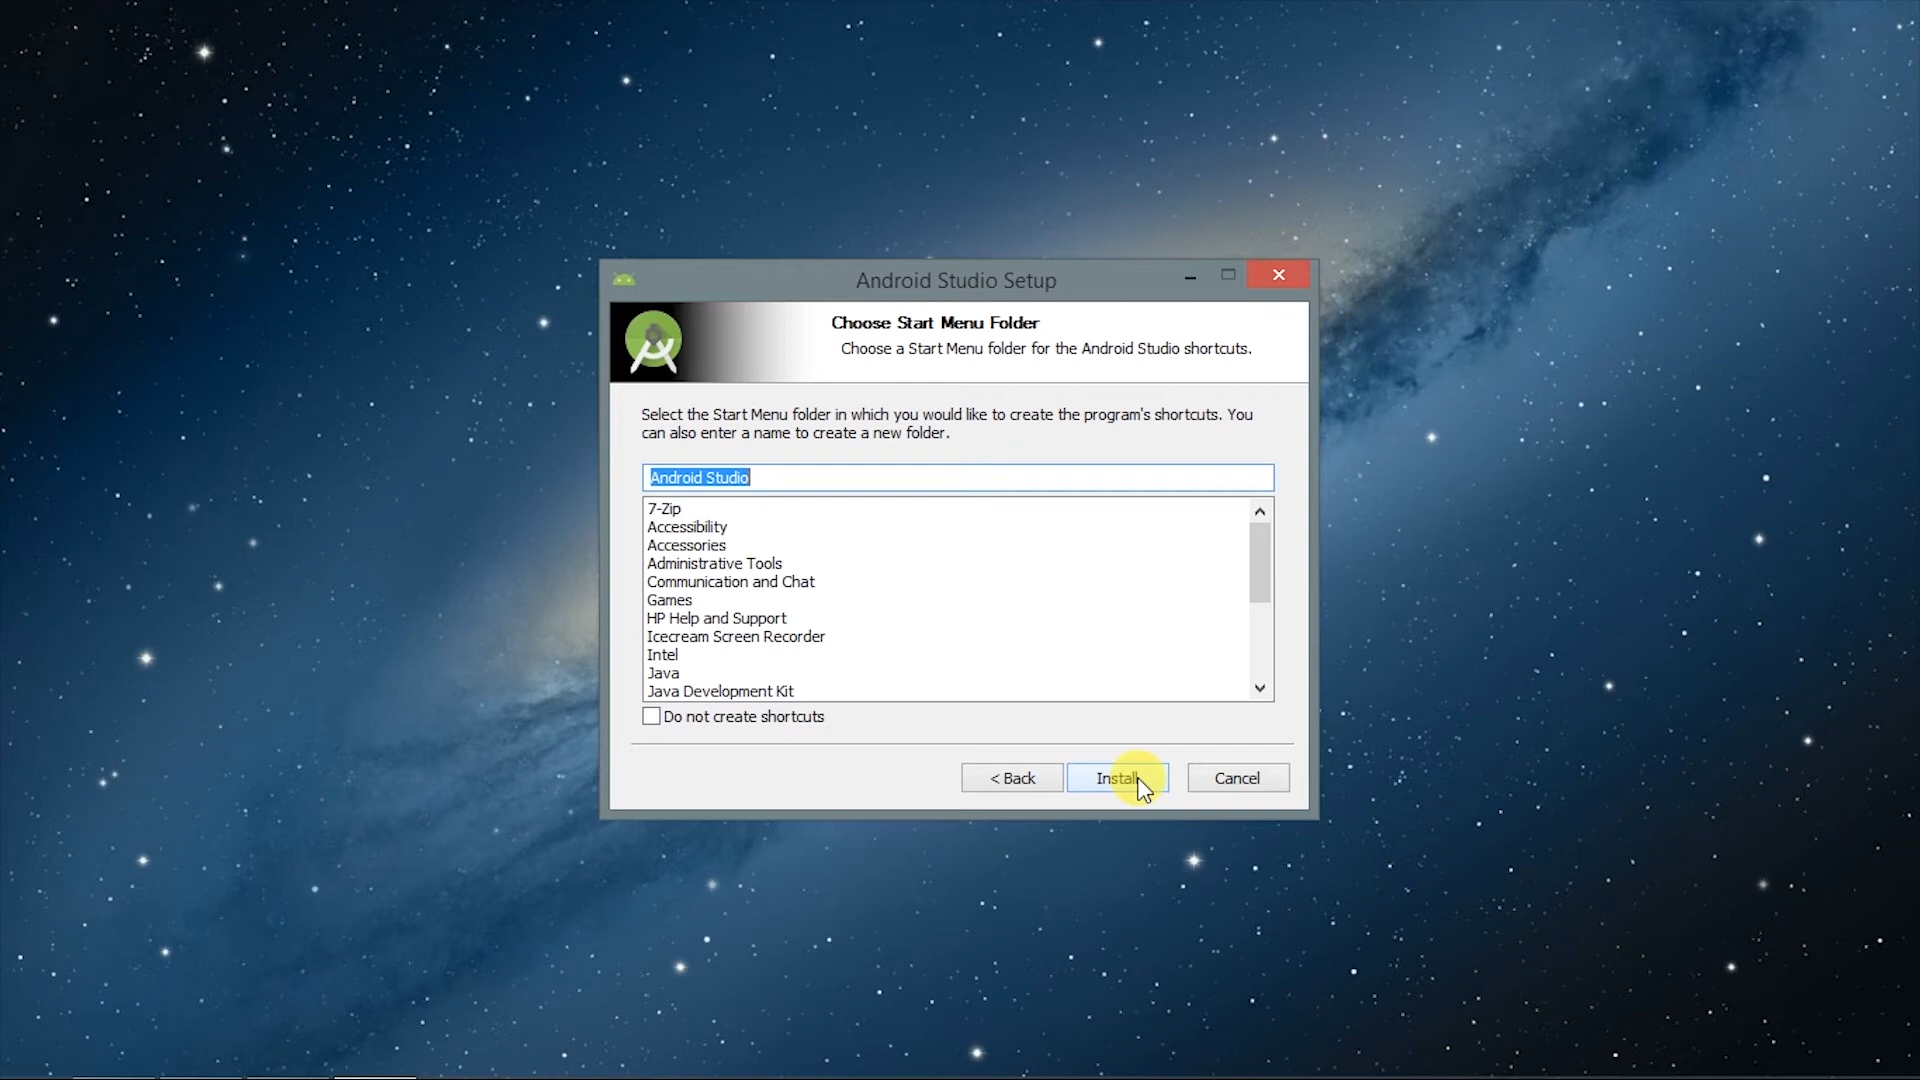 Android Studio Setup
Choose Start Menu Folder
Choose a Start Menu folder for the Android Studio shortcuts.
Select the Start Menu folder in which you would like to create the program's shortcuts. You
can also enter a name to create a new folder.
Android Studio
7-Zip
Accessibility
Accessories
Administrative Tools
Communication and Chat
Games
HP Help and Support
Icecream Screen Recorder
Intel
Java
Java Development Kit
Do not create shortcuts
< Back Install Cancel